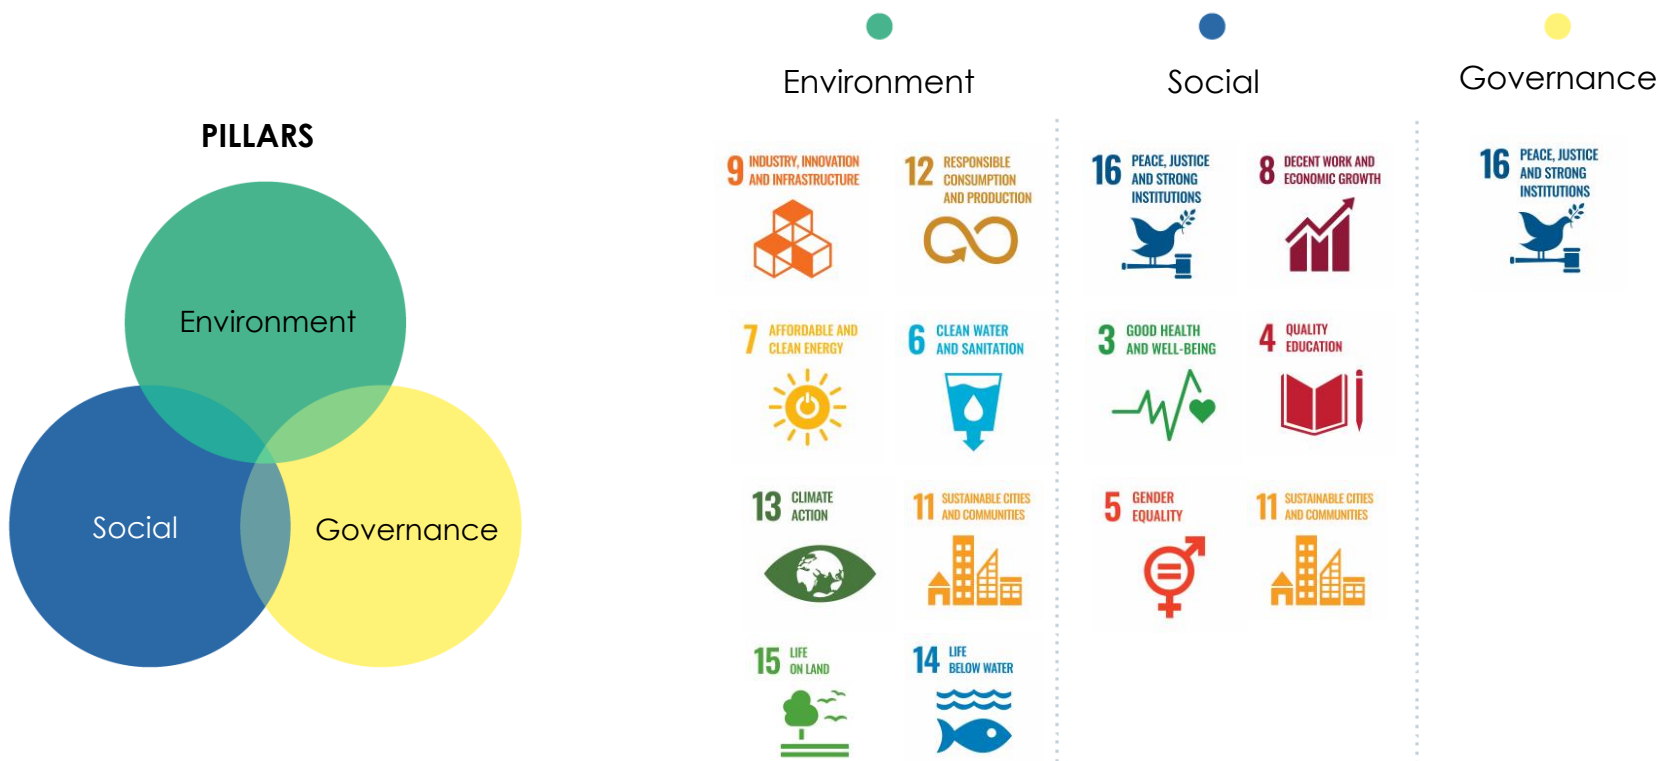 PILLARS
Environment
Social
Governance
Environment
9 INDUSTRY, INNOVATION
AND INFRASTRUCTURE
12 RESPONSIBLE
CONSUMPTION
AND PRODUCTION
7 AFFORDABLE AND
CLEAN ENERGY
6 CLEAN WATER
AND SANITATION
13 CLIMATE
ACTION
11 SUSTAINABLE CITIES
AND COMMUNITIES
15 LIFE
ON LAND
14 LIFE
BELOW WATER
Social
16 PEACE, JUSTICE
AND STRONG
INSTITUTIONS
8 DECENT WORK AND
ECONOMIC GROWTH
3 GOOD HEALTH
AND WELL-BEING
4 QUALITY
EDUCATION
5 GENDER
EQUALITY
11 SUSTAINABLE CITIES
AND COMMUNITIES
Governance
16 PEACE, JUSTICE
AND STRONG
INSTITUTIONS